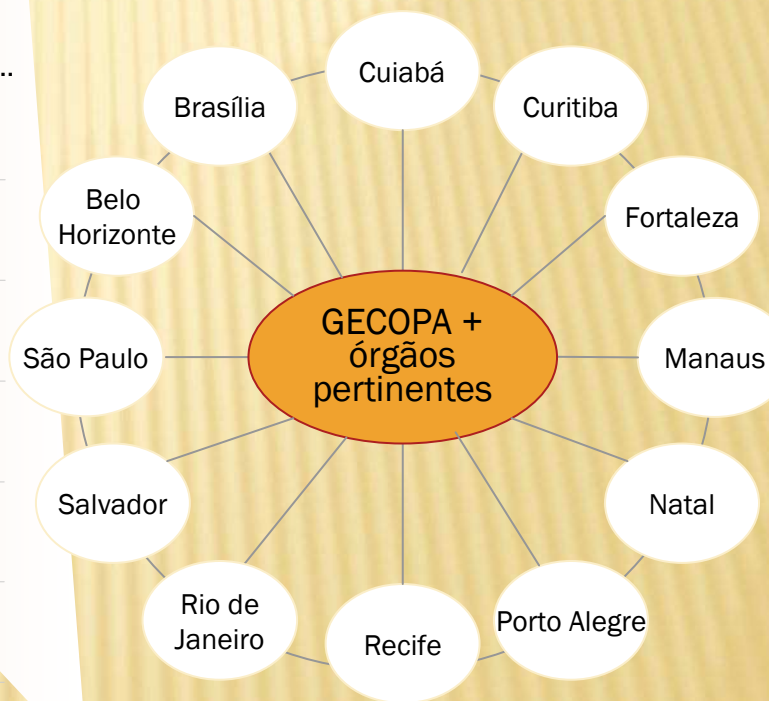 ...
Cuiabá
Brasília
Curitiba
Belo
Horizonte
Fortaleza
GECOPA +
órgãos
pertinentes
São Paulo
Manaus
Salvador
Natal
Rio de
Janeiro
Recife
Porto Alegre